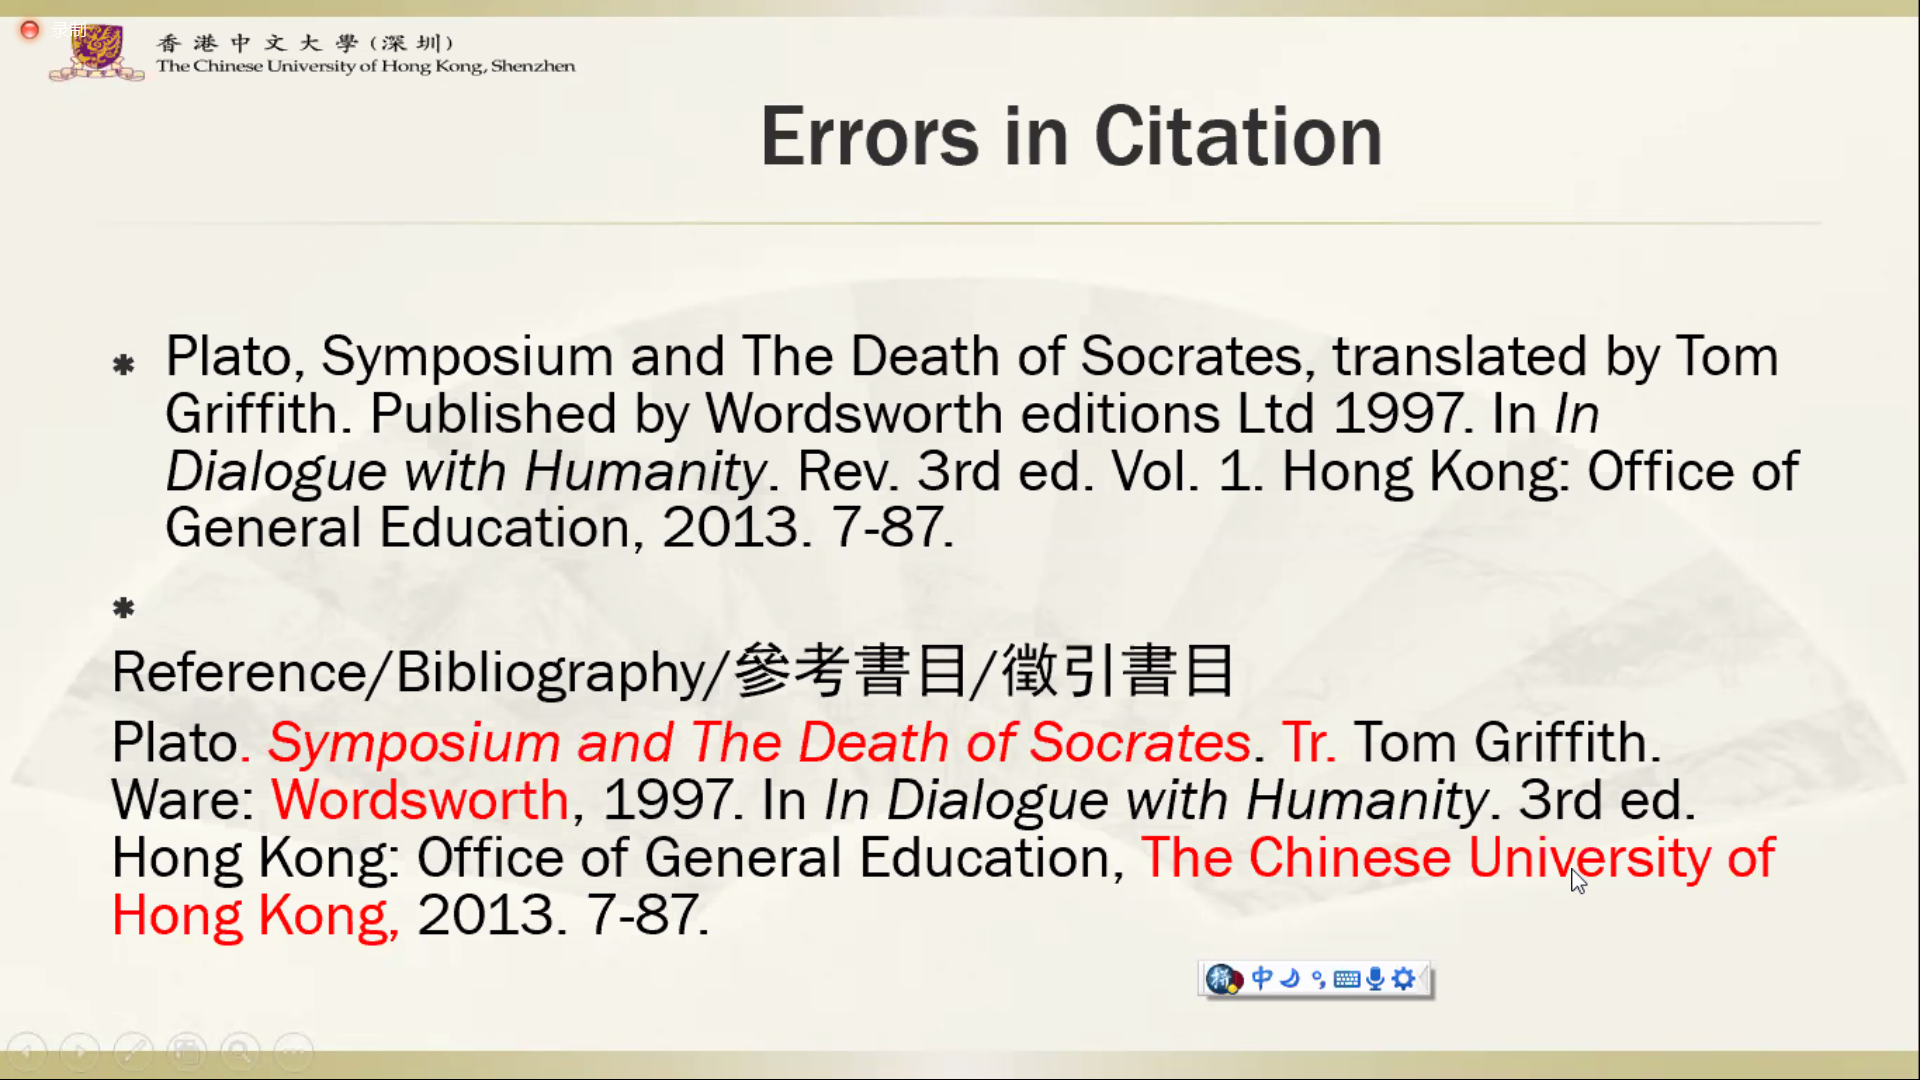 录制
香港中文大學(深圳)
The Chinese University of Hong Kong, Shenzhen
Errors in Citation
✱ Plato, Symposium and The Death of Socrates, translated by Tom
Griffith. Published by Wordsworth editions Ltd 1997. In In
Dialogue with Humanity. Rev. 3rd ed. Vol. 1. Hong Kong: Office of
General Education, 2013. 7-87.
✱
Reference/Bibliography/參考書目/徵引書目
Plato. Symposium and The Death of Socrates. Tr. Tom Griffith.
Ware: Wordsworth, 1997. In In Dialogue with Humanity. 3rd ed.
Hong Kong: Office of General Education, The Chinese University of
Hong Kong, 2013. 7-87.
拼 中